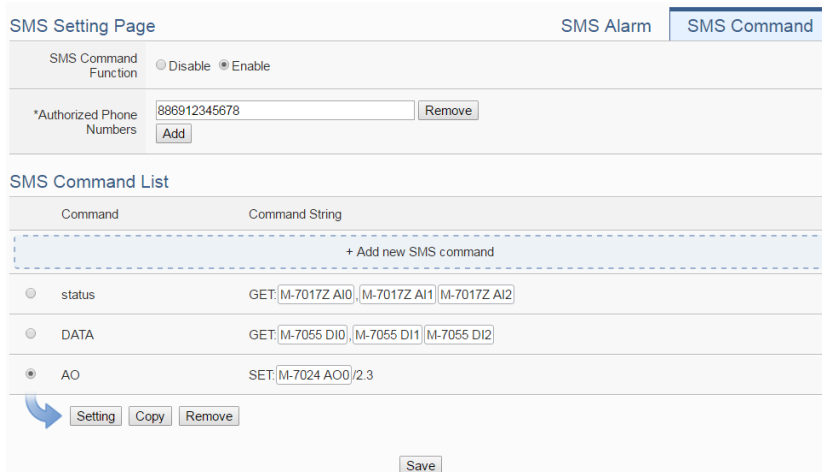 SMS Setting Page SMS Alarm SMS Command
SMS Command Function Disable Enable
*Authorized Phone Numbers 886912345678 Remove
Add
SMS Command List
Command Command String
+ Add new SMS command
status GET: M-7017Z AI0 , M-7017Z AI1 M-7017Z AI2
DATA GET: M-7055 DI0 , M-7055 DI1 M-7055 DI2
AO SET: M-7024 AO0 /2.3
Setting Copy Remove
Save